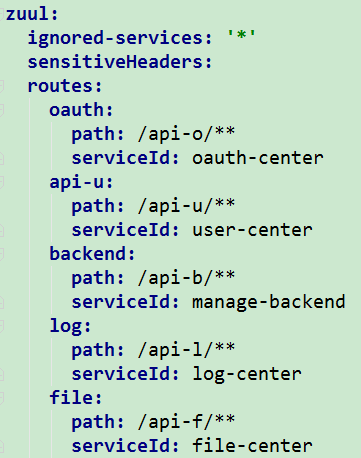 zuul:
  ignored-services: '*'
  sensitiveHeaders:
  routes:
    oauth:
      path: /api-o/**
      serviceId: oauth-center
    api-u:
      path: /api-u/**
      serviceId: user-center
    backend:
      path: /api-b/**
      serviceId: manage-backend
    log:
      path: /api-l/**
      serviceId: log-center
    file:
      path: /api-f/**
      serviceId: file-center